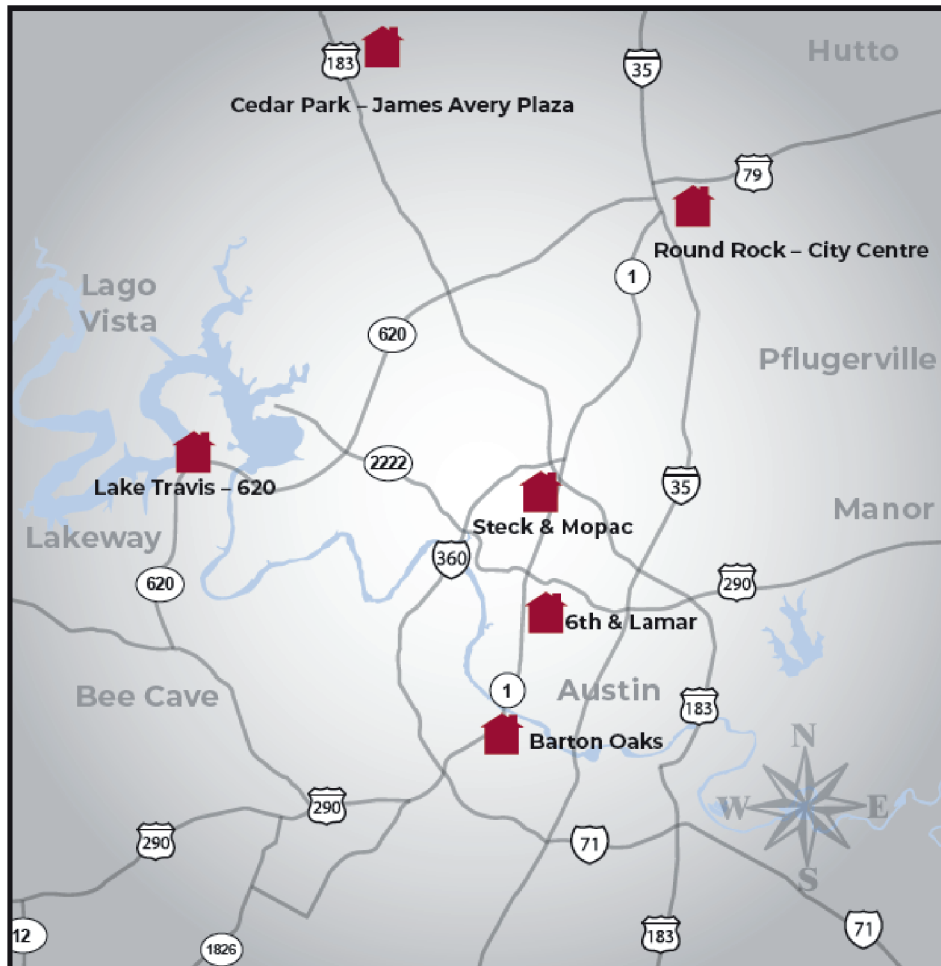 Hutto
183
35
Cedar Park – James Avery Plaza
79
Round Rock – City Centre
1
Lago
Vista
620
Pflugerville
2222
Lake Travis – 620
35
Steck & Mopac
Manor
Lakeway
360
620
290
6th & Lamar
Bee Cave
1
Austin
183
Barton Oaks
N
W
E
S
290
290
71
12
1826
183
71